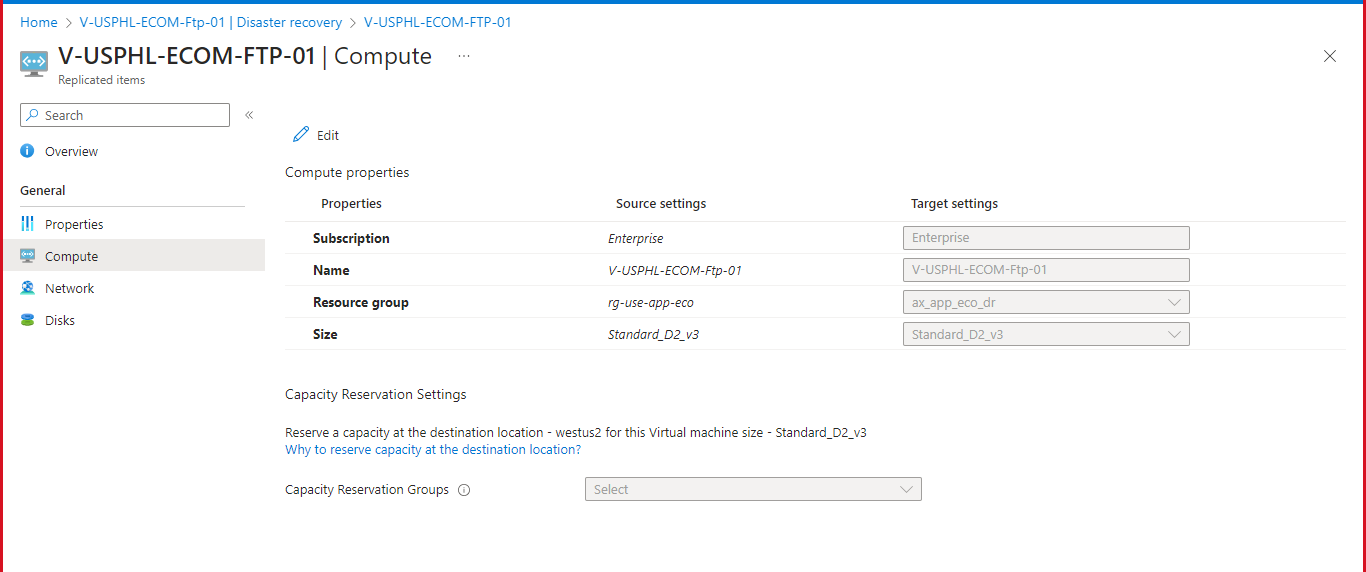 Home > V-USPHL-ECOM-Ftp-01 | Disaster recovery > V-USPHL-ECOM-FTP-01
V-USPHL-ECOM-FTP-01 | Compute ...
Replicated items
Search «
Overview
General
Properties
Compute
Network
Disks
Edit
Compute properties
Properties Source settings Target settings
Subscription Enterprise Enterprise
Name V-USPHL-ECOM-Ftp-01 V-USPHL-ECOM-Ftp-01
Resource group rg-use-app-eco ax_app_eco_dr
Size Standard_D2_v3 Standard_D2_v3
Capacity Reservation Settings
Reserve a capacity at the destination location - westus2 for this Virtual machine size - Standard_D2_v3
Why to reserve capacity at the destination location?
Capacity Reservation Groups Select